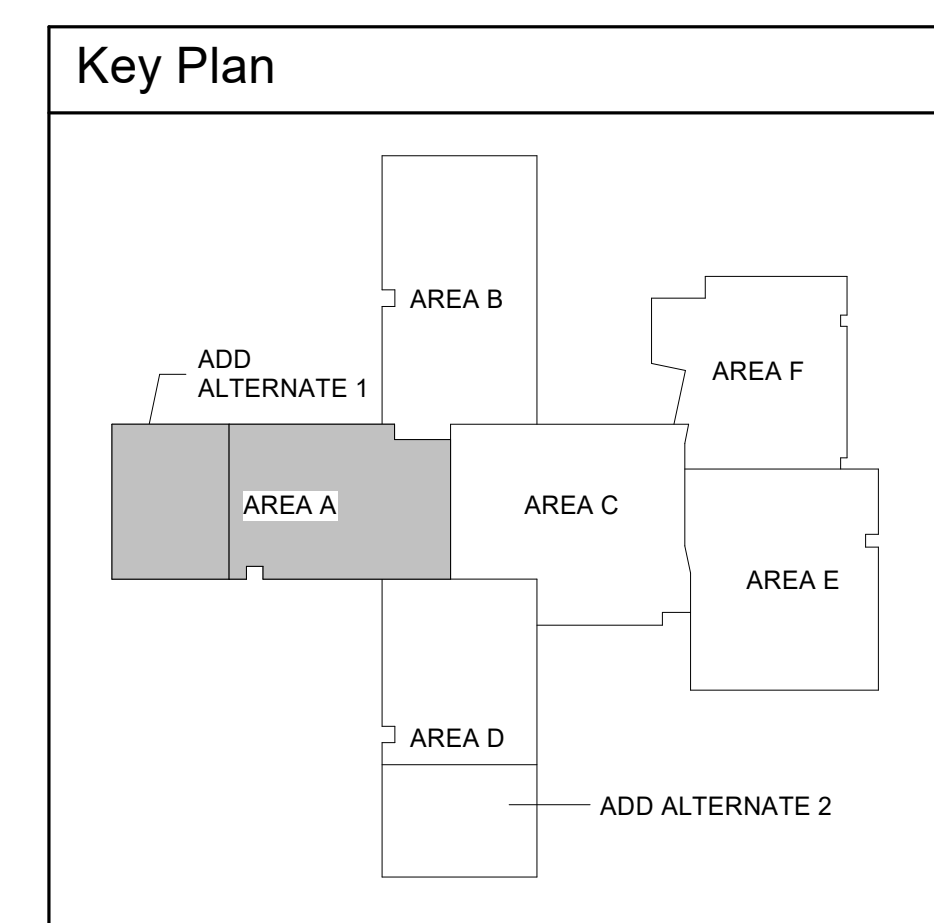 Key Plan
AREA B
AREA F
ADD
ALTERNATE 1
AREA A
AREA C
AREA E
AREA D
ADD ALTERNATE 2